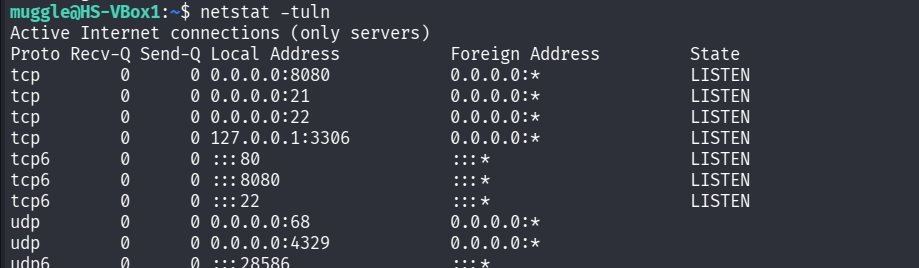 muggle@HS-VBox1:~$ netstat -tuln
Active Internet connections (only servers)
Proto Recv-Q Send-Q Local Address           Foreign Address         State
tcp        0      0 0.0.0.0:8080            0.0.0.0:*               LISTEN
tcp        0      0 0.0.0.0:21              0.0.0.0:*               LISTEN
tcp        0      0 0.0.0.0:22              0.0.0.0:*               LISTEN
tcp        0      0 127.0.0.1:3306          0.0.0.0:*               LISTEN
tcp6       0      0 :::80                   :::*                    LISTEN
tcp6       0      0 :::8080                 :::*                    LISTEN
tcp6       0      0 :::22                   :::*                    LISTEN
udp        0      0 0.0.0.0:68              0.0.0.0:*
udp        0      0 0.0.0.0:4329            0.0.0.0:*
udp6       0      0 :::28586                :::*